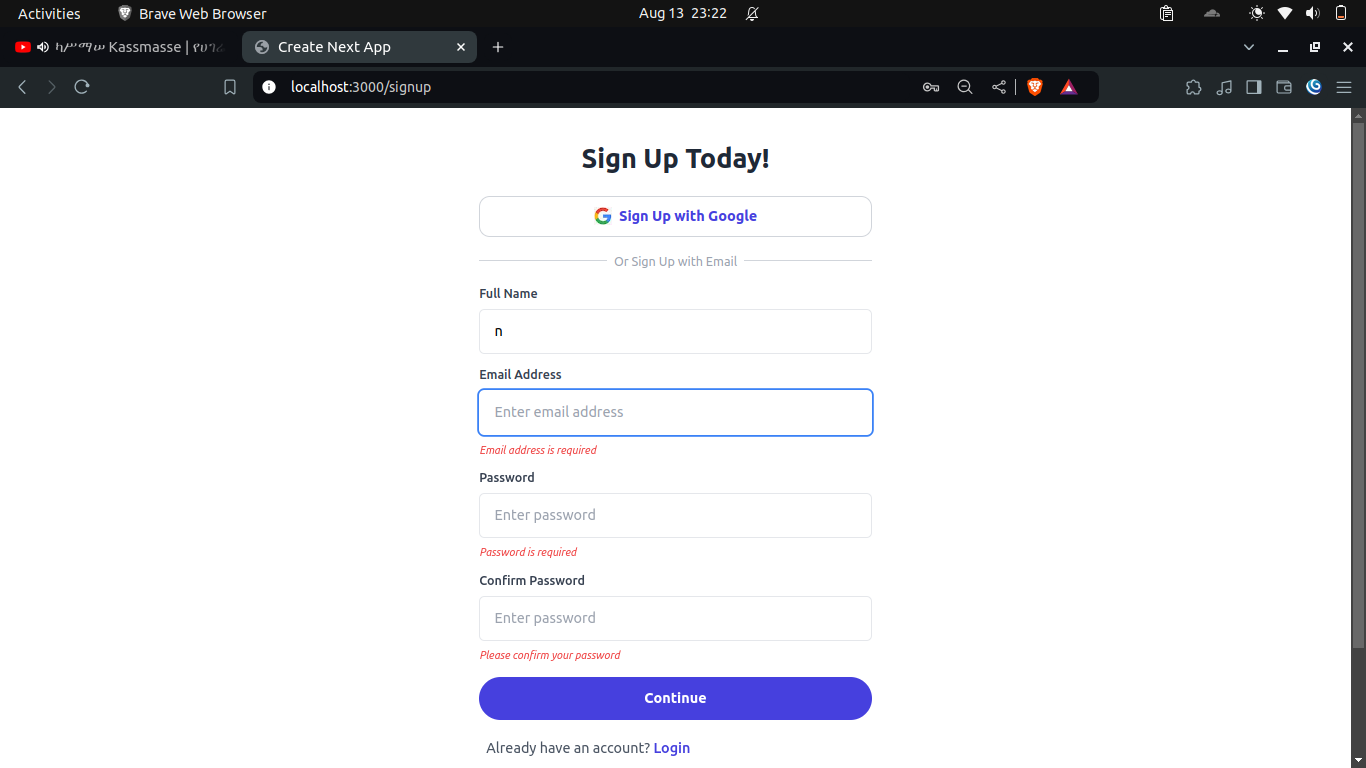 Activities
Brave Web Browser
Aug 13 23:22
ካሥማሠ Kassmasse | የሀገሬ
Create Next App
localhost:3000/signup
Sign Up Today!
Sign Up with Google
Or Sign Up with Email
Full Name
n
Email Address
Enter email address
Email address is required
Password
Enter password
Password is required
Confirm Password
Enter password
Please confirm your password
Continue
Already have an account? Login